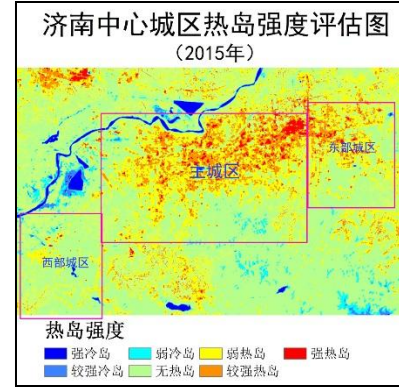 济南中心城区热岛强度评估图
（2015年）
东部城区
主城区
西部城区
热岛强度
强冷岛 弱冷岛 弱热岛 强热岛
较强冷岛 无热岛 较强热岛